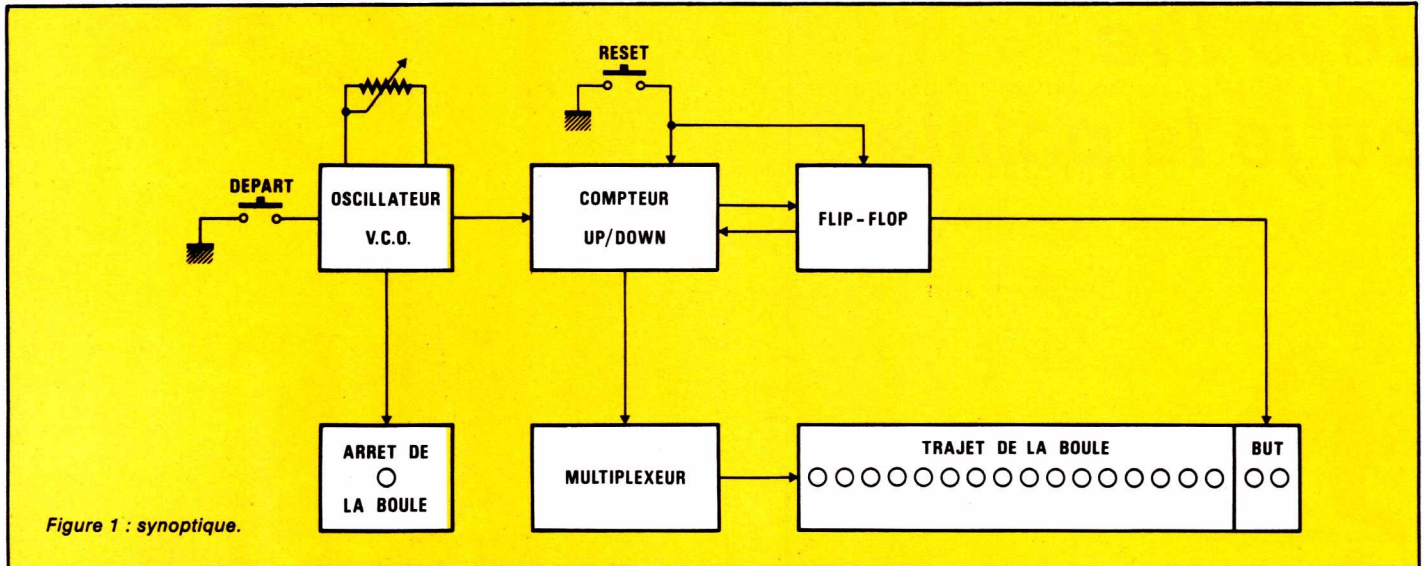 RESET
DEPART
OSCILLATEUR
V.C.O.
COMPTEUR
UP/DOWN
FLIP-FLOP
ARRET DE
LA BOULE
MULTIPLEXEUR
TRAJET DE LA BOULE
BUT
Figure 1 : synoptique.